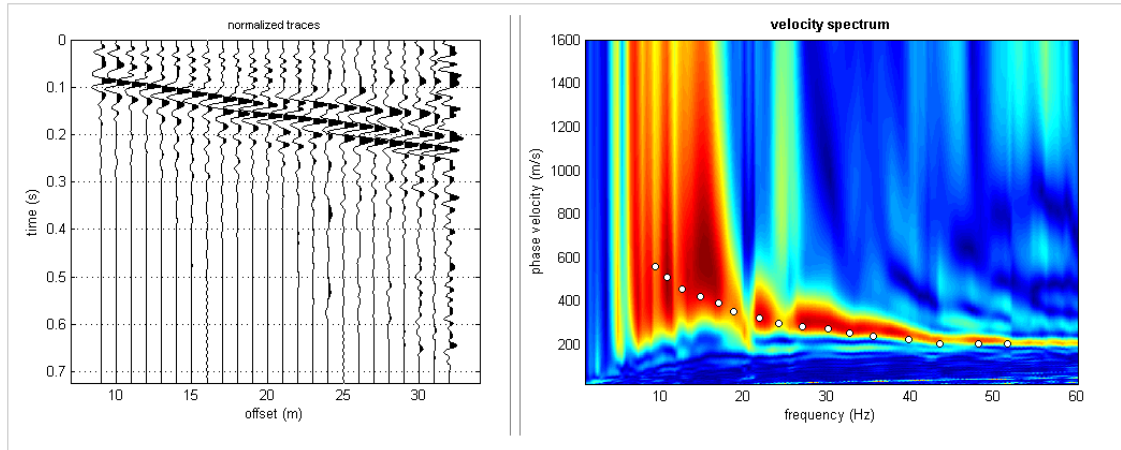 normalized traces
0
0.1
0.2
0.3
0.4
0.5
0.6
0.7
time (s)
10 15 20 25 30
offset (m)
velocity spectrum
1600
1400
1200
1000
800
600
400
200
phase velocity (m/s)
10 20 30 40 50 60
frequency (Hz)